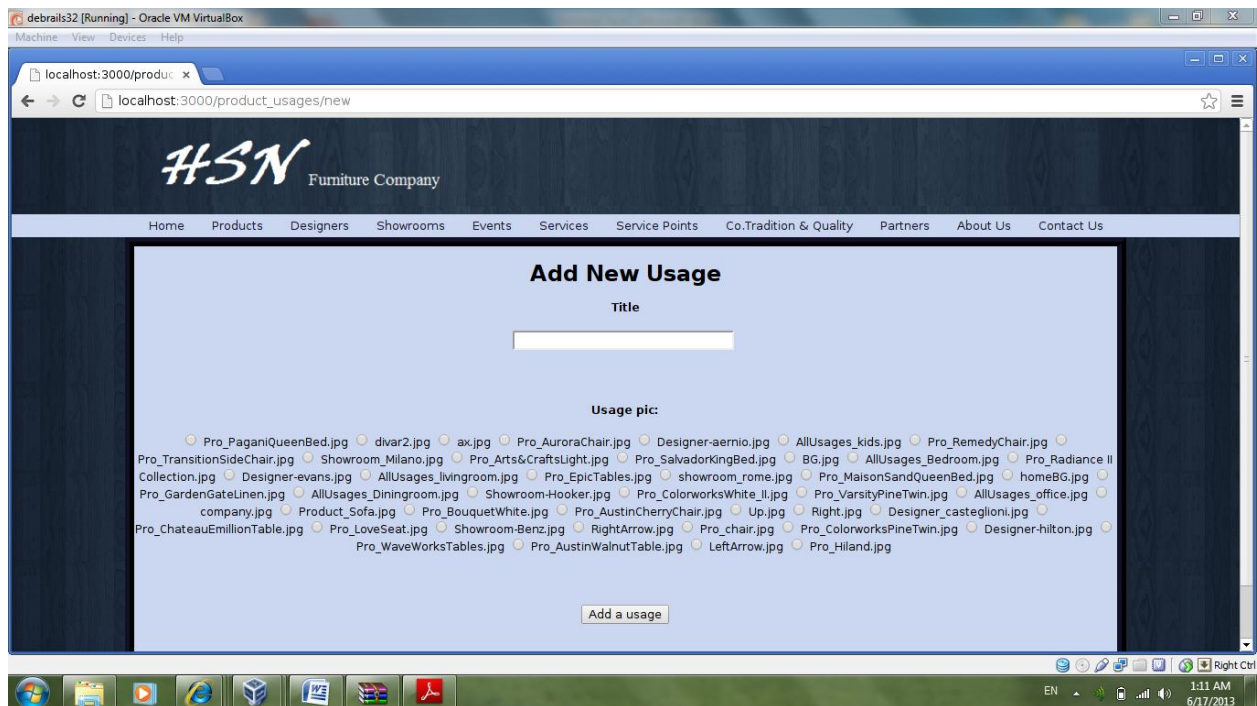 debrails32 [Running] - Oracle VM VirtualBox
Machine View Devices Help
localhost:3000/produc
localhost:3000/product_usages/new
HSN Furniture Company
Home Products Designers Showrooms Events Services Service Points Co.Tradition & Quality Partners About Us Contact Us
Add New Usage
Title
Usage pic:
Pro_PaganiQueenBed.jpg divar2.jpg ax.jpg Pro_AuroraChair.jpg Designer-aernio.jpg AllUsages_kids.jpg Pro_RemedyChair.jpg
Pro_TransitionSideChair.jpg Showroom_Milano.jpg Pro_Arts&CraftsLight.jpg Pro_SalvadorKingBed.jpg BG.jpg AllUsages_Bedroom.jpg Pro_Radiance II
Collection.jpg Designer-evans.jpg AllUsages_livingroom.jpg Pro_EpicTables.jpg showroom_rome.jpg Pro_MaisonSandQueenBed.jpg homeBG.jpg
Pro_GardenGateLinen.jpg AllUsages_Diningroom.jpg Showroom-Hooker.jpg Pro_ColorworksWhite_II.jpg Pro_VarsityPineTwin.jpg AllUsages_office.jpg
company.jpg Product_Sofa.jpg Pro_BouquetWhite.jpg Pro_AustinCherryChair.jpg Up.jpg Right.jpg Designer_casteglioni.jpg
Pro_ChateauEmillionTable.jpg Pro_LoveSeat.jpg Showroom-Benz.jpg RightArrow.jpg Pro_chair.jpg Pro_ColorworksPineTwin.jpg Designer-hilton.jpg
Pro_WaveWorksTables.jpg Pro_AustinWalnutTable.jpg LeftArrow.jpg Pro_Hiland.jpg
Add a usage
Right Ctrl
EN
1:11 AM
6/17/2013